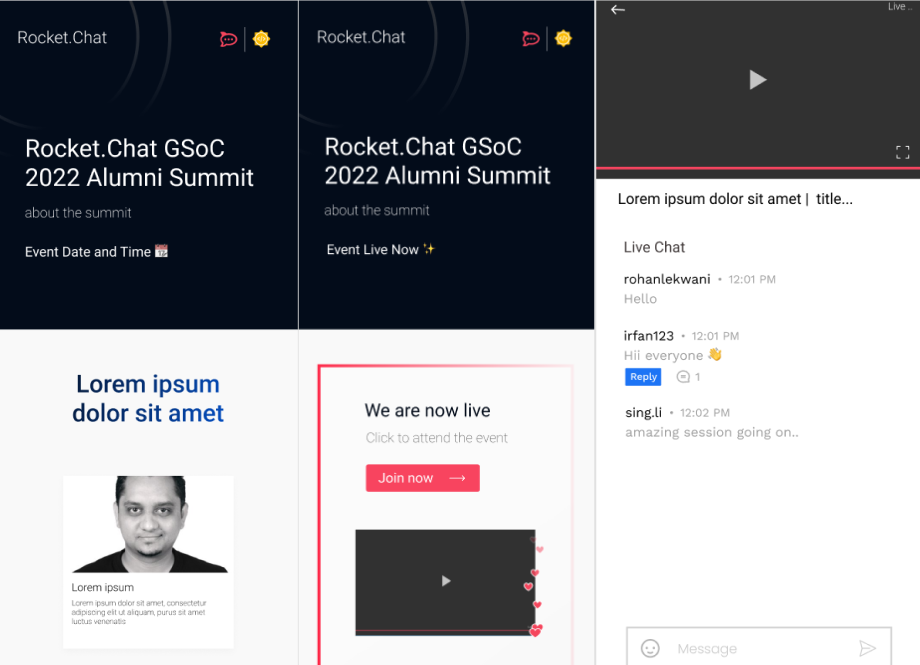 Rocket.Chat
Rocket.Chat GSoC
2022 Alumni Summit
about the summit
Event Date and Time 📆
Lorem ipsum
dolor sit amet
Lorem ipsum
Lorem ipsum dolor sit amet, consectetur
adipiscing elit ut aliquam, purus sit amet
luctus venenatis
Rocket.Chat
Rocket.Chat GSoC
2022 Alumni Summit
about the summit
Event Live Now ✨
We are now live
Click to attend the event
Join now →
Live ..
Lorem ipsum dolor sit amet | title...
Live Chat
rohanlekwani • 12:01 PM
Hello
irfan123 • 12:01 PM
Hii everyone 👋
Reply 1
sing.li • 12:02 PM
amazing session going on..
Message